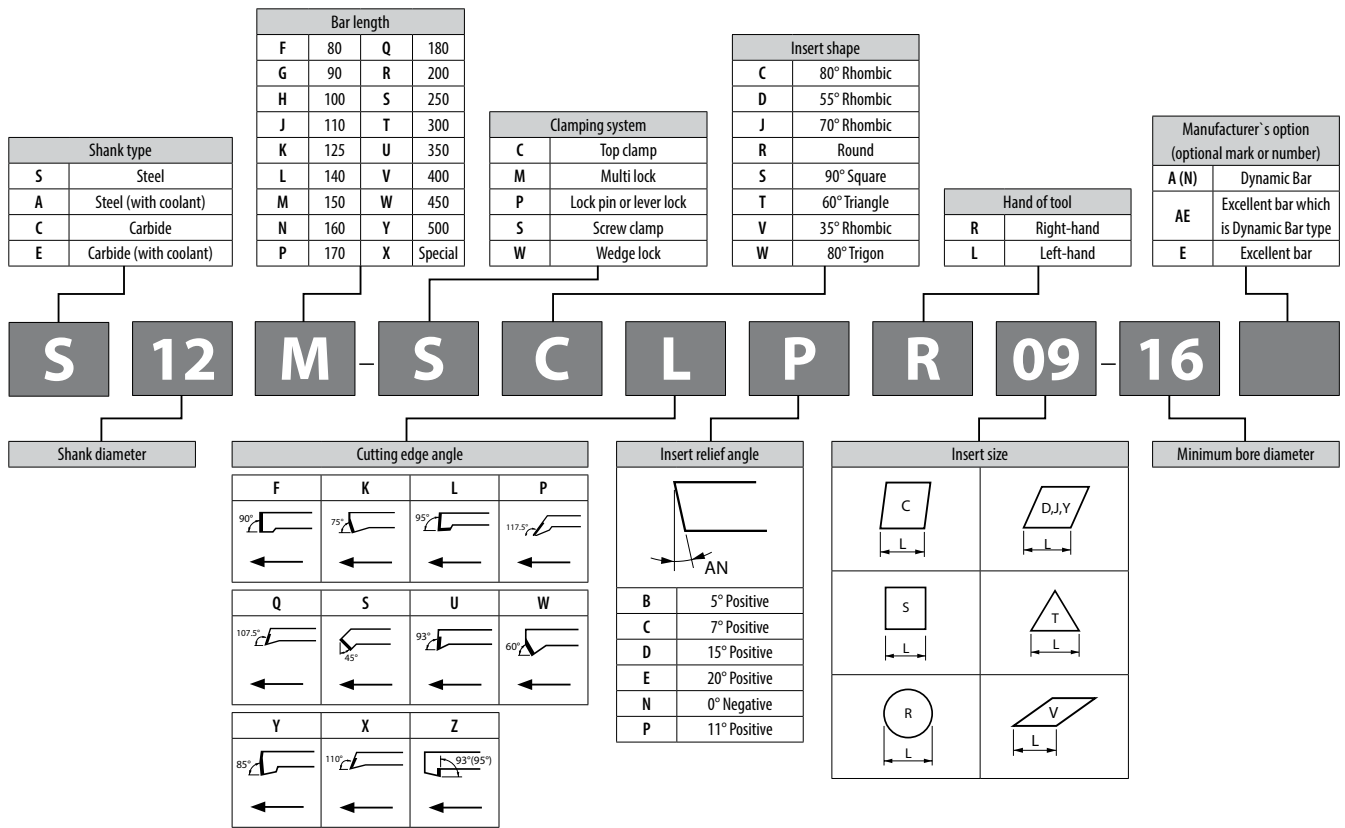 Bar length
F 80 Q 180
G 90 R 200
H 100 S 250
J 110 T 300
K 125 U 350
L 140 V 400
M 150 W 450
N 160 Y 500
P 170 X Special
Insert shape
C 80° Rhombic
D 55° Rhombic
J 70° Rhombic
R Round
S 90° Square
T 60° Triangle
V 35° Rhombic
W 80° Trigon
Clamping system
C Top clamp
M Multi lock
P Lock pin or lever lock
S Screw clamp
W Wedge lock
Manufacturer`s option
(optional mark or number)
A (N) Dynamic Bar
AE Excellent bar which
is Dynamic Bar type
E Excellent bar
Shank type
S Steel
A Steel (with coolant)
C Carbide
E Carbide (with coolant)
Hand of tool
R Right-hand
L Left-hand
S 12 M – S C L P R 09 – 16
Shank diameter
Cutting edge angle
F K L P
90° 75° 95° 117.5°
Q S U W
107.5° 45° 93° 60°
Y X Z
85° 110° 93°(95°)
Insert relief angle
AN
B 5° Positive
C 7° Positive
D 15° Positive
E 20° Positive
N 0° Negative
P 11° Positive
Insert size
C D,J,Y
L L
S T
L L
R V
L L
Minimum bore diameter